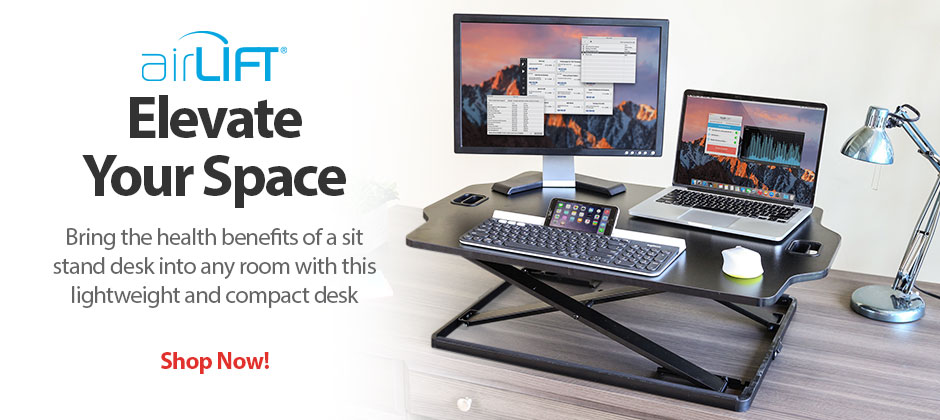 airLIFT®
Elevate
Your Space
Bring the health benefits of a sit
stand desk into any room with this
lightweight and compact desk
Shop Now!